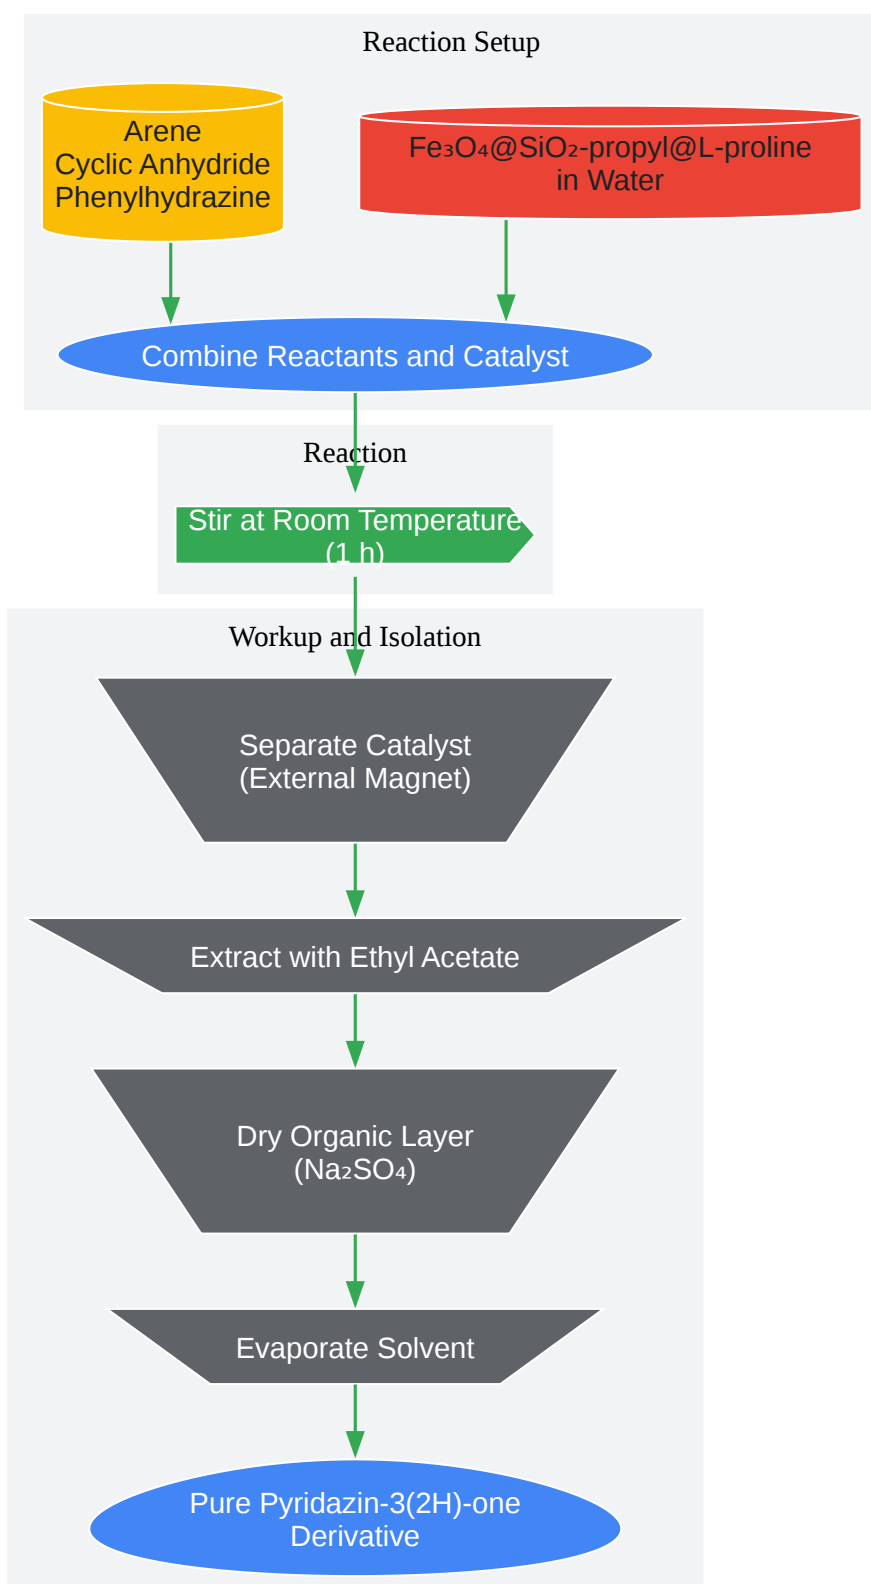 Reaction Setup
Arene
Cyclic Anhydride
Phenylhydrazine
Fe₃O₄@SiO₂-propyl@L-proline
in Water
Combine Reactants and Catalyst
Reaction
Stir at Room Temperature
(1 h)
Workup and Isolation
Separate Catalyst
(External Magnet)
Extract with Ethyl Acetate
Dry Organic Layer
(Na₂SO₄)
Evaporate Solvent
Pure Pyridazin-3(2H)-one
Derivative